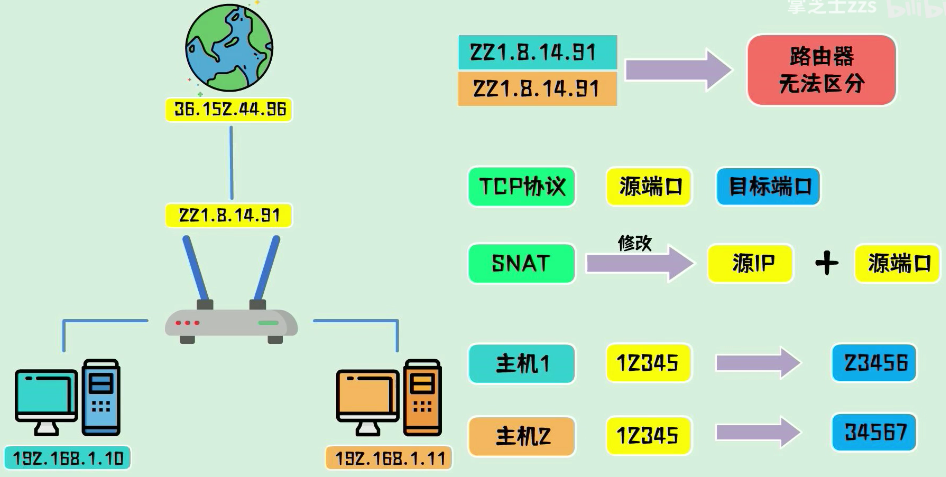 掌芝士zzs bilibili
36.152.44.96
221.8.14.91
192.168.1.10
192.168.1.11
221.8.14.91
221.8.14.91
路由器
无法区分
TCP协议 源端口 目标端口
SNAT 修改 源IP + 源端口
主机1 12345 23456
主机2 12345 34567